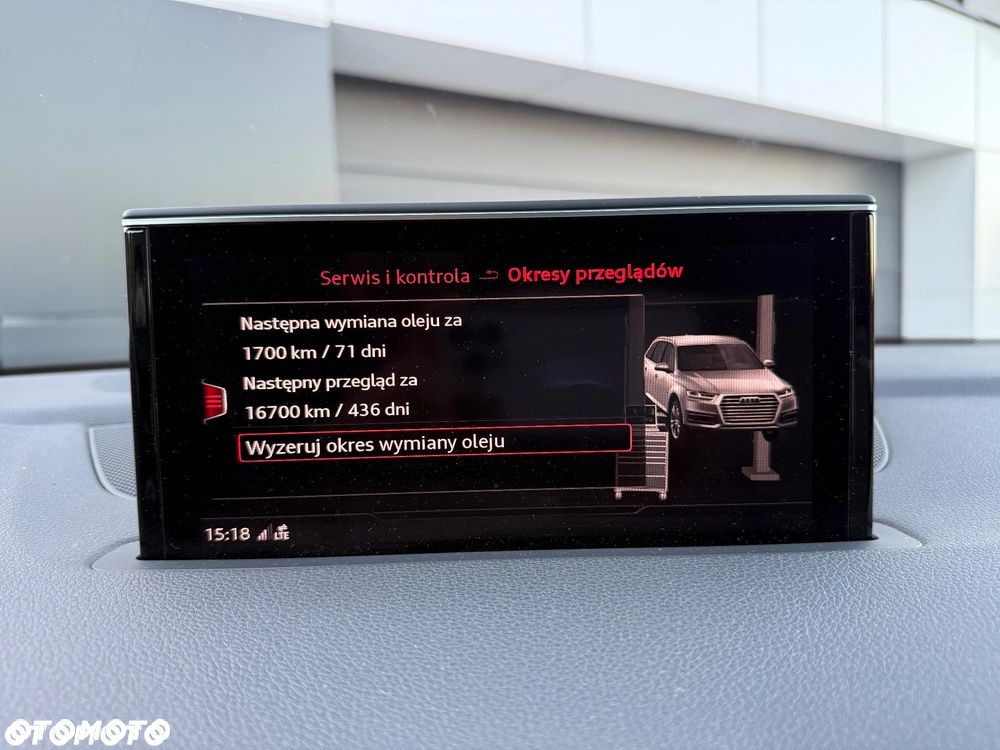 Serwis i kontrola Okresy przeglądów
Następna wymiana oleju za
1700 km / 71 dni
Następny przegląd za
16700 km / 436 dni
Wyzeruj okres wymiany oleju
15:18 LTE
OTOMOTO